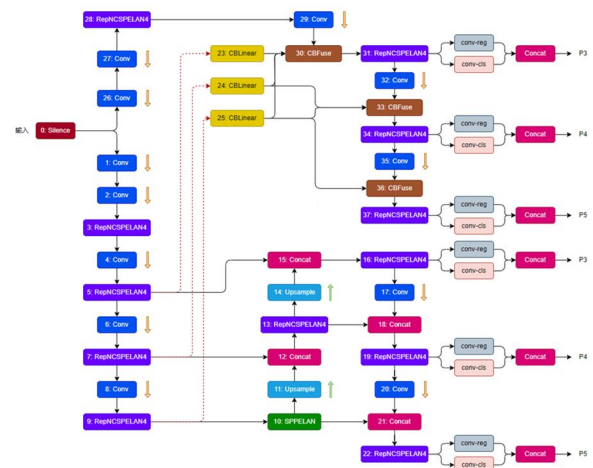 28: RepNCSPELAN4
29: Conv
27: Conv
23: CBLinear
30: CBFuse
31: RepNCSPELAN4
conv-reg
conv-cls
Concat
P3
26: Conv
24: CBLinear
32: Conv
25: CBLinear
33: CBFuse
输入
0: Silence
34: RepNCSPELAN4
conv-reg
conv-cls
Concat
P4
1: Conv
35: Conv
2: Conv
36: CBFuse
3: RepNCSPELAN4
37: RepNCSPELAN4
conv-reg
conv-cls
Concat
P5
4: Conv
15: Concat
16: RepNCSPELAN4
conv-reg
conv-cls
Concat
P3
5: RepNCSPELAN4
14: Upsample
17: Conv
6: Conv
13: RepNCSPELAN4
18: Concat
7: RepNCSPELAN4
12: Concat
19: RepNCSPELAN4
conv-reg
conv-cls
Concat
P4
8: Conv
11: Upsample
20: Conv
9: RepNCSPELAN4
10: SPPELAN
21: Concat
22: RepNCSPELAN4
conv-reg
conv-cls
Concat
P5